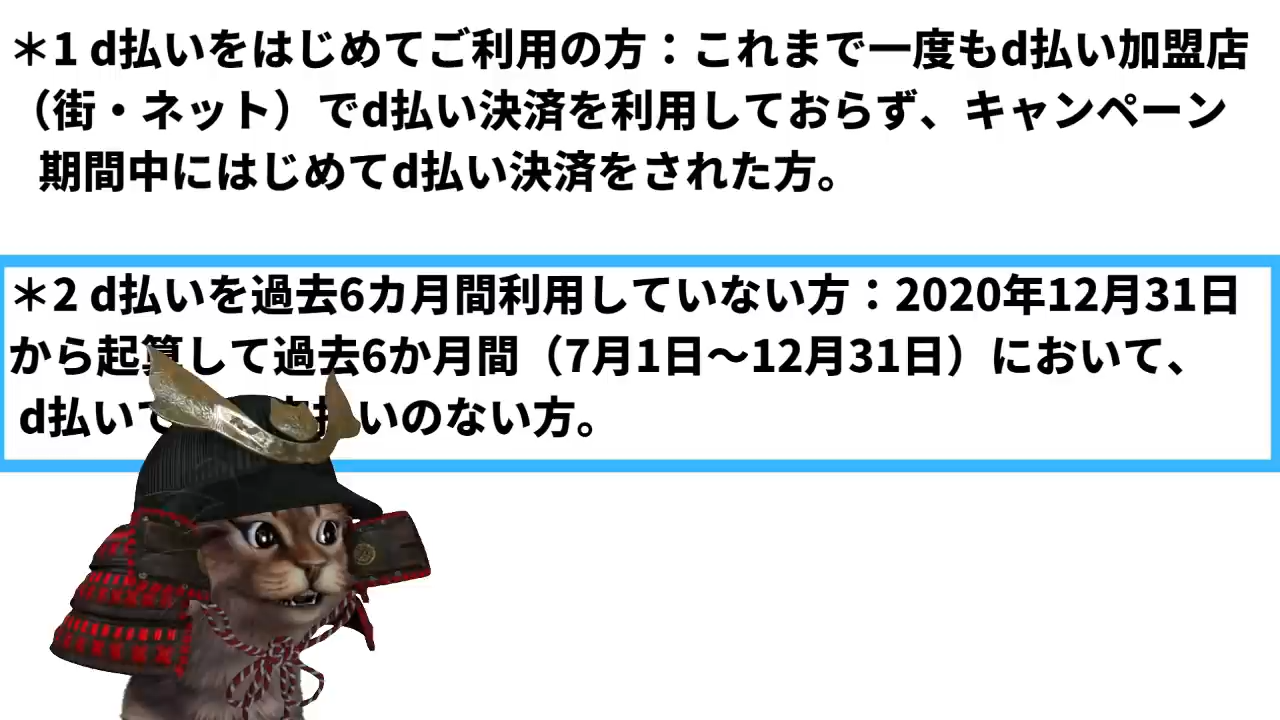 ＊1 d払いをはじめてご利用の方：これまで一度もd払い加盟店
（街・ネット）でd払い決済を利用しておらず、キャンペーン
期間中にはじめてd払い決済をされた方。
＊2 d払いを過去6カ月間利用していない方：2020年12月31日
から起算して過去6か月間（7月1日〜12月31日）において、
d払いで 払いのない方。